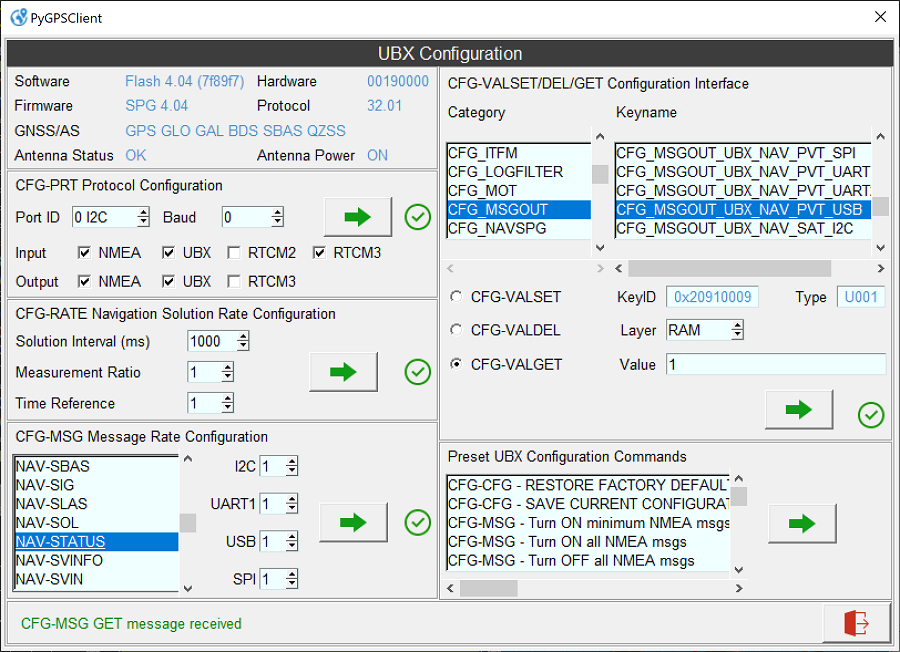 PyGPSClient
UBX Configuration
Software Flash 4.04 (7f89f7) Hardware 00190000
Firmware SPG 4.04 Protocol 32.01
GNSS/AS GPS GLO GAL BDS SBAS QZSS
Antenna Status OK Antenna Power ON
CFG-PRT Protocol Configuration
Port ID 0 I2C Baud 0
Input NMEA UBX RTCM2 RTCM3
Output NMEA UBX RTCM3
CFG-RATE Navigation Solution Rate Configuration
Solution Interval (ms) 1000
Measurement Ratio 1
Time Reference 1
CFG-MSG Message Rate Configuration
NAV-SBAS
NAV-SIG
NAV-SLAS
NAV-SOL
NAV-STATUS
NAV-SVINFO
NAV-SVIN
I2C 1
UART1 1
USB 1
SPI 1
CFG-VALSET/DEL/GET Configuration Interface
Category Keyname
CFG_ITFM
CFG_LOGFILTER
CFG_MOT
CFG_MSGOUT
CFG_NAVSPG
CFG_MSGOUT_UBX_NAV_PVT_SPI
CFG_MSGOUT_UBX_NAV_PVT_UART
CFG_MSGOUT_UBX_NAV_PVT_UART
CFG_MSGOUT_UBX_NAV_PVT_USB
CFG_MSGOUT_UBX_NAV_SAT_I2C
CFG-VALSET KeyID 0x20910009 Type U001
CFG-VALDEL Layer RAM
CFG-VALGET Value 1
Preset UBX Configuration Commands
CFG-CFG - RESTORE FACTORY DEFAUL
CFG-CFG - SAVE CURRENT CONFIGURA
CFG-MSG - Turn ON minimum NMEA msgs
CFG-MSG - Turn ON all NMEA msgs
CFG-MSG - Turn OFF all NMEA msgs
CFG-MSG GET message received